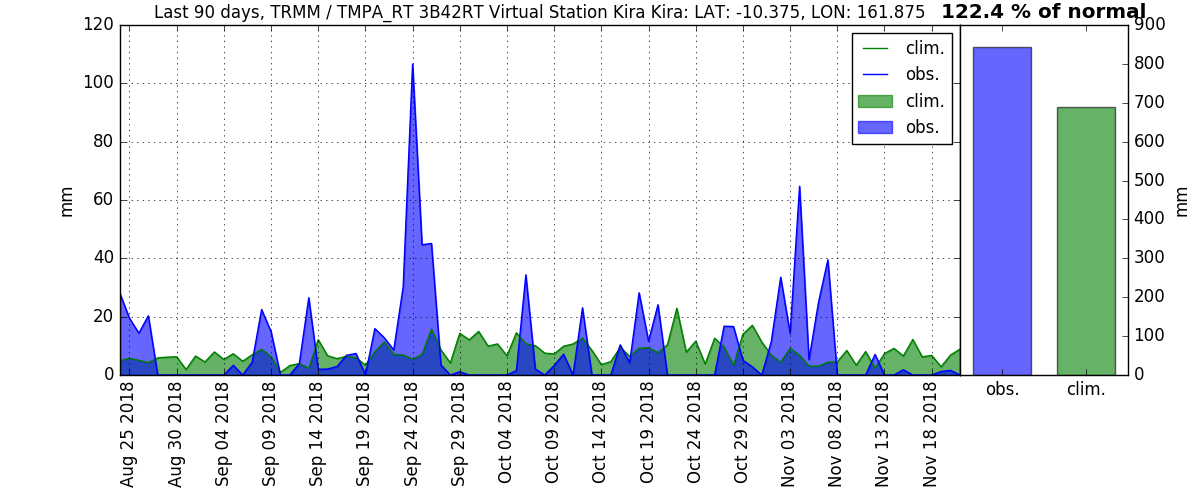 Last 90 days, TRMM / TMPA_RT 3B42RT Virtual Station Kira Kira: LAT: -10.375, LON: 161.875 122.4 % of normal
120
100
80
60
40
20
0
mm
clim.
obs.
clim.
obs.
900
800
700
600
500
400
300
200
100
0
mm
obs. clim.
Aug 25 2018
Aug 30 2018
Sep 04 2018
Sep 09 2018
Sep 14 2018
Sep 19 2018
Sep 24 2018
Sep 29 2018
Oct 04 2018
Oct 09 2018
Oct 14 2018
Oct 19 2018
Oct 24 2018
Oct 29 2018
Nov 03 2018
Nov 08 2018
Nov 13 2018
Nov 18 2018